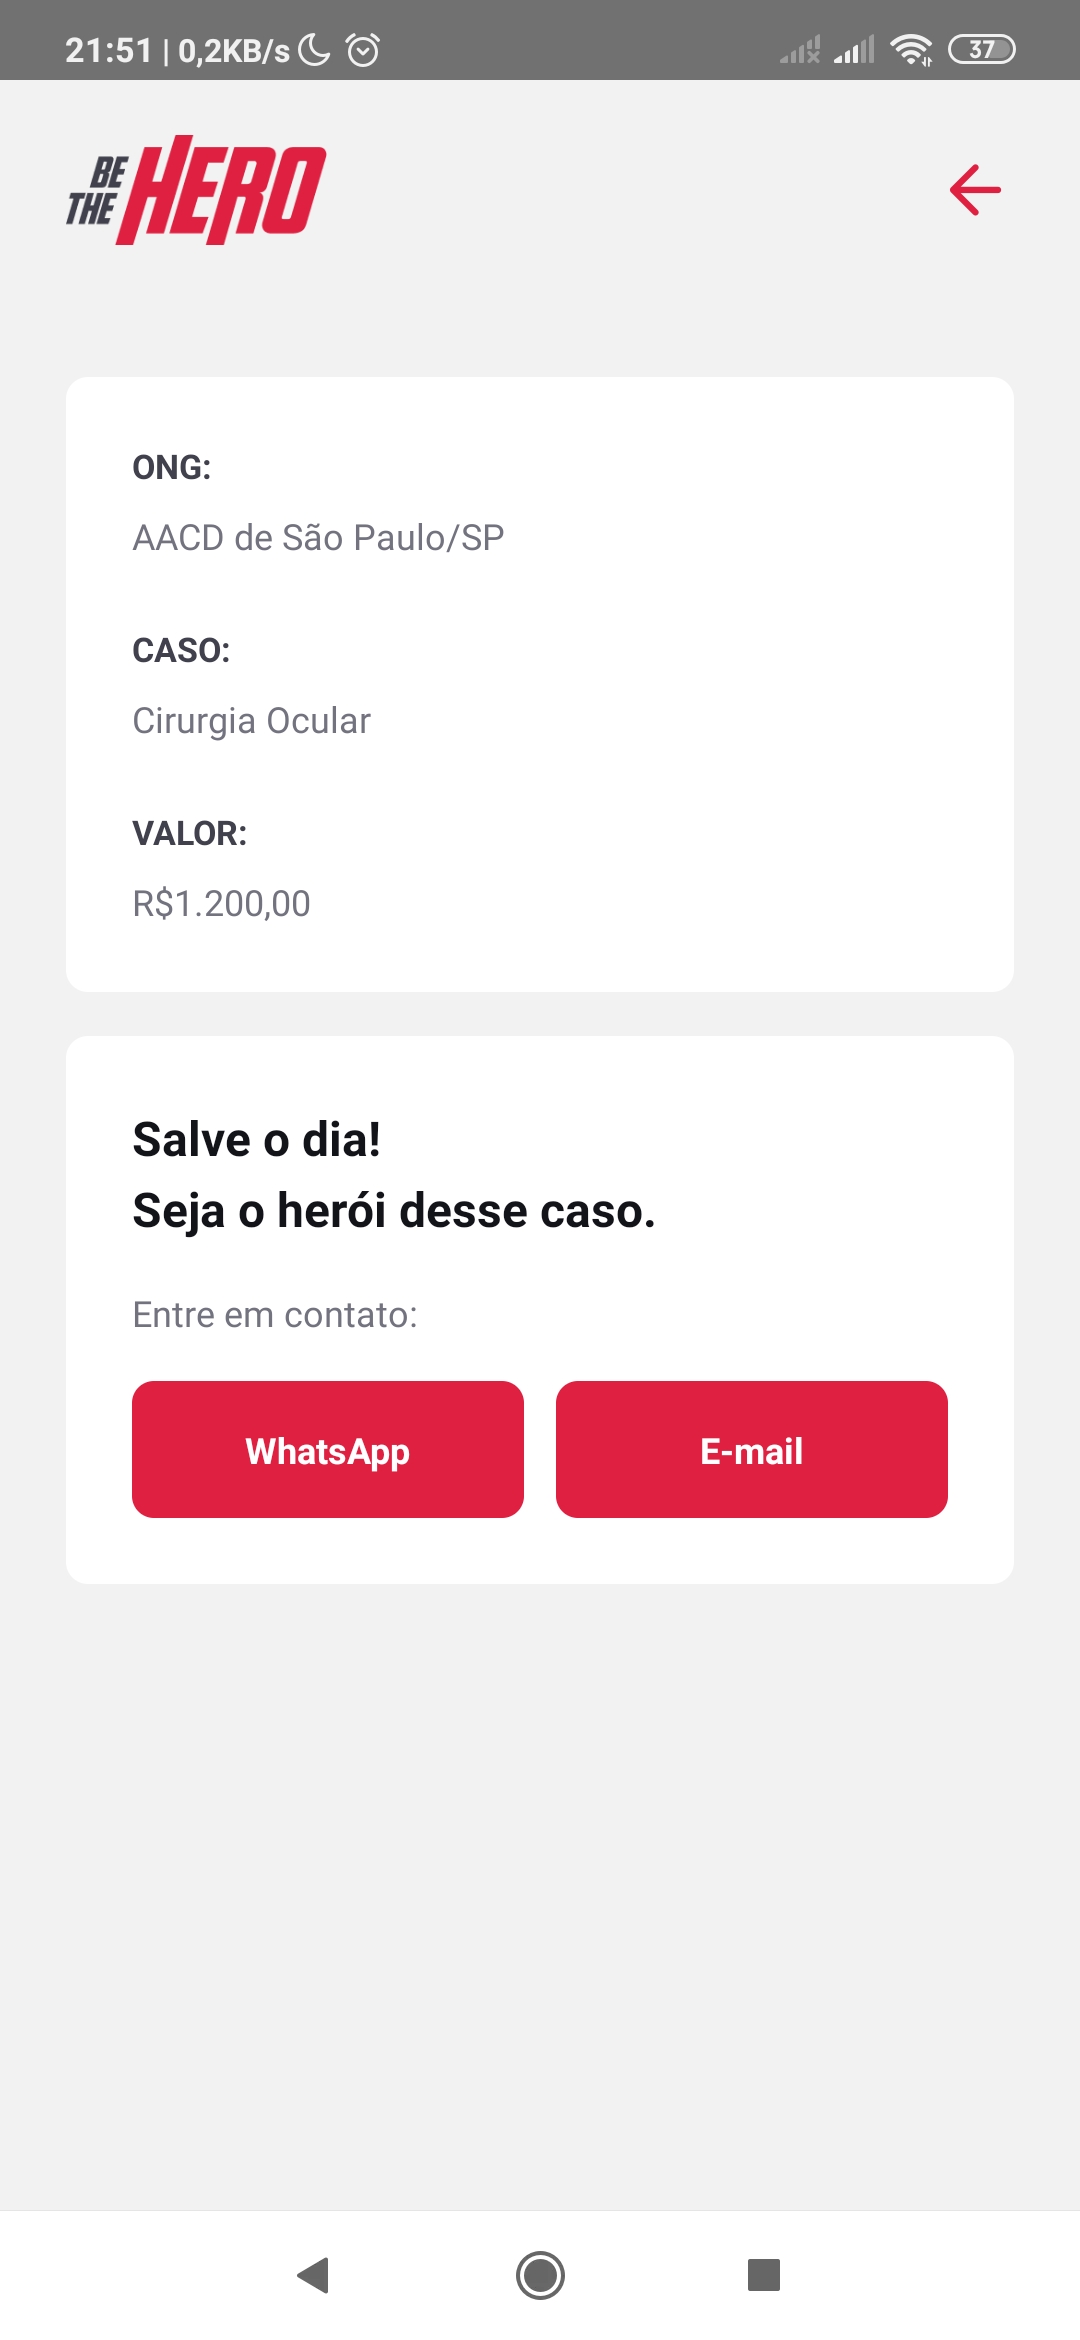 21:51 | 0,2KB/s
37
BE
THE HERO
ONG:
AACD de São Paulo/SP
CASO:
Cirurgia Ocular
VALOR:
R$1.200,00
Salve o dia!
Seja o herói desse caso.
Entre em contato:
WhatsApp
E-mail